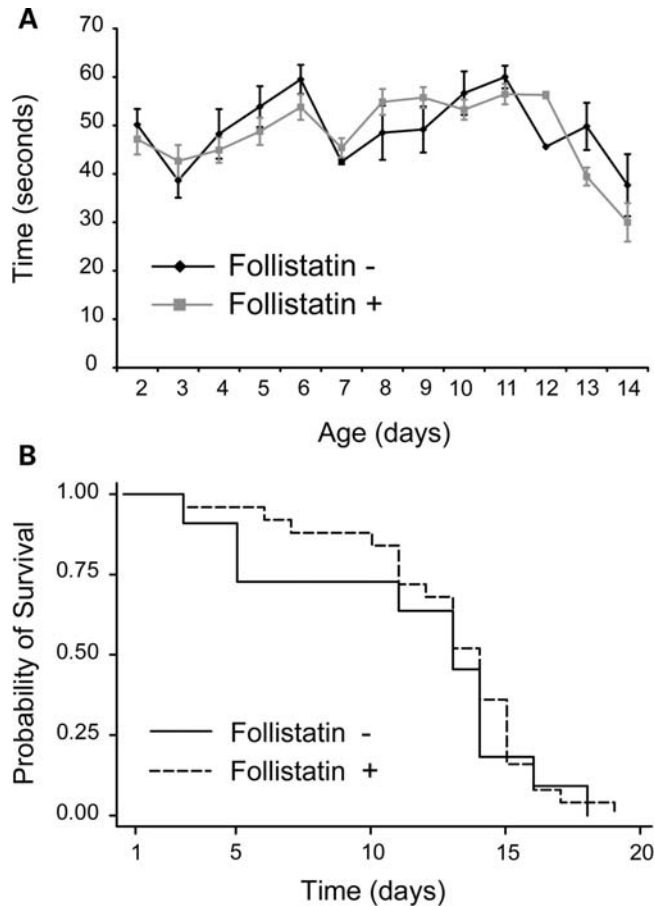 A
70
60
50
40
30
60
10
0
Time (seconds)
Follistatin -
Follistatin +
2 3 4 5 6 7 8 9 10 11 12 13 14
Age (days)
B
1.00
0.75
0.50
0.25
0.00
Probability of Survival
Follistatin -
Follistatin +
1 5 10 15 20
Time (days)